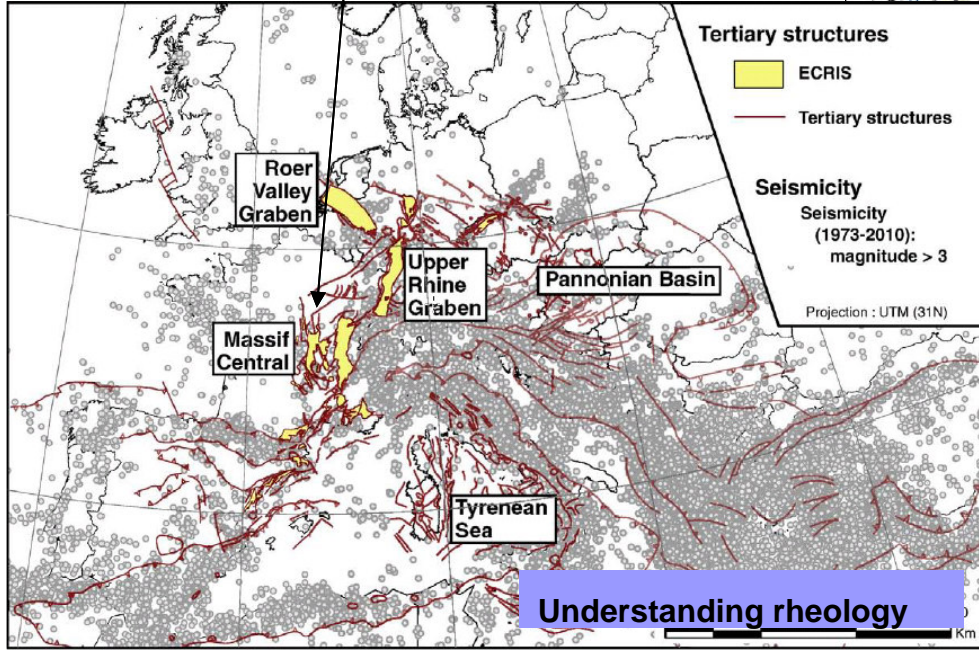 Tertiary structures
ECRIS
Tertiary structures
Seismicity
Seismicity
(1973-2010):
magnitude > 3
Projection : UTM (31N)
Roer
Valley
Graben
Upper
Rhine
Graben
Pannonian Basin
Massif
Central
Tyrenean
Sea
Understanding rheology
Km